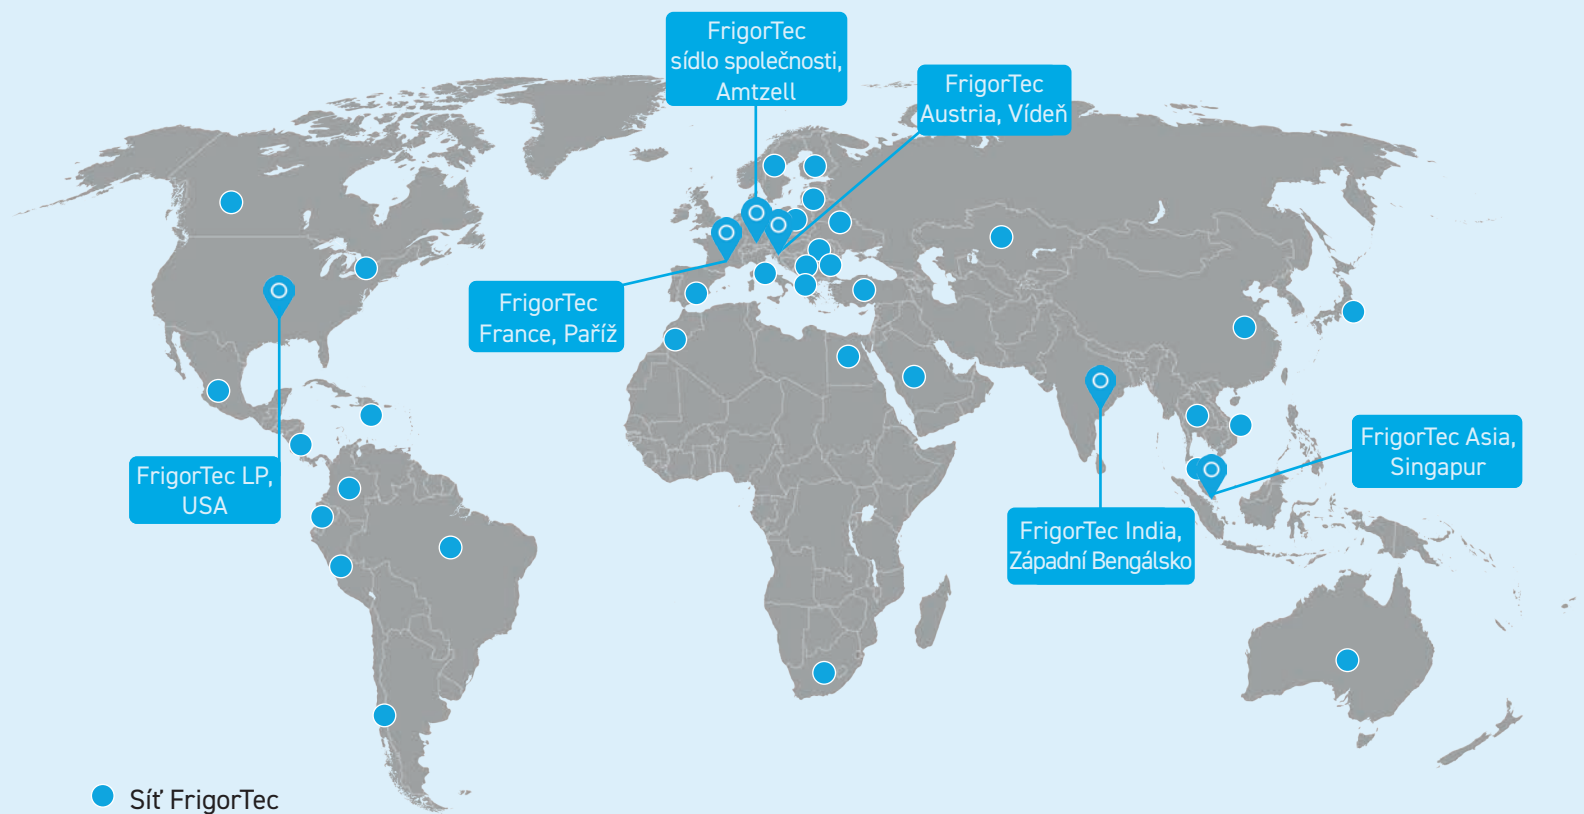 FrigorTec
sídlo společnosti,
Amtzell
FrigorTec
Austria, Vídeň
FrigorTec
France, Paříž
FrigorTec LP,
USA
FrigorTec Asia,
Singapur
FrigorTec India,
Západní Bengálsko
Síť FrigorTec